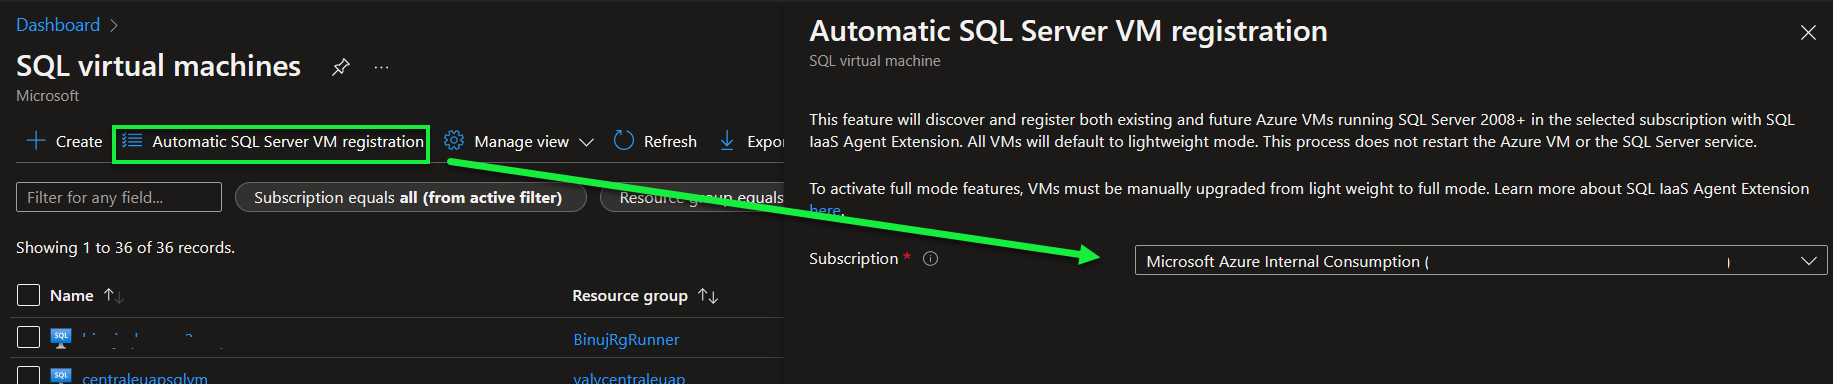 Dashboard
SQL virtual machines
Microsoft
Create
Automatic SQL Server VM registration
Manage view
Refresh
Expor
Filter for any field...
Subscription equals all (from active filter)
Resource group equals
Showing 1 to 36 of 36 records.
Name
Resource group
SQL
BinujRgRunner
SQL
centraleuapsqlvm
valycentraleuap
Automatic SQL Server VM registration
SQL virtual machine
This feature will discover and register both existing and future Azure VMs running SQL Server 2008+ in the selected subscription with SQL
IaaS Agent Extension. All VMs will default to lightweight mode. This process does not restart the Azure VM or the SQL Server service.
To activate full mode features, VMs must be manually upgraded from light weight to full mode. Learn more about SQL IaaS Agent Extension
here.
Subscription *
Microsoft Azure Internal Consumption ( )